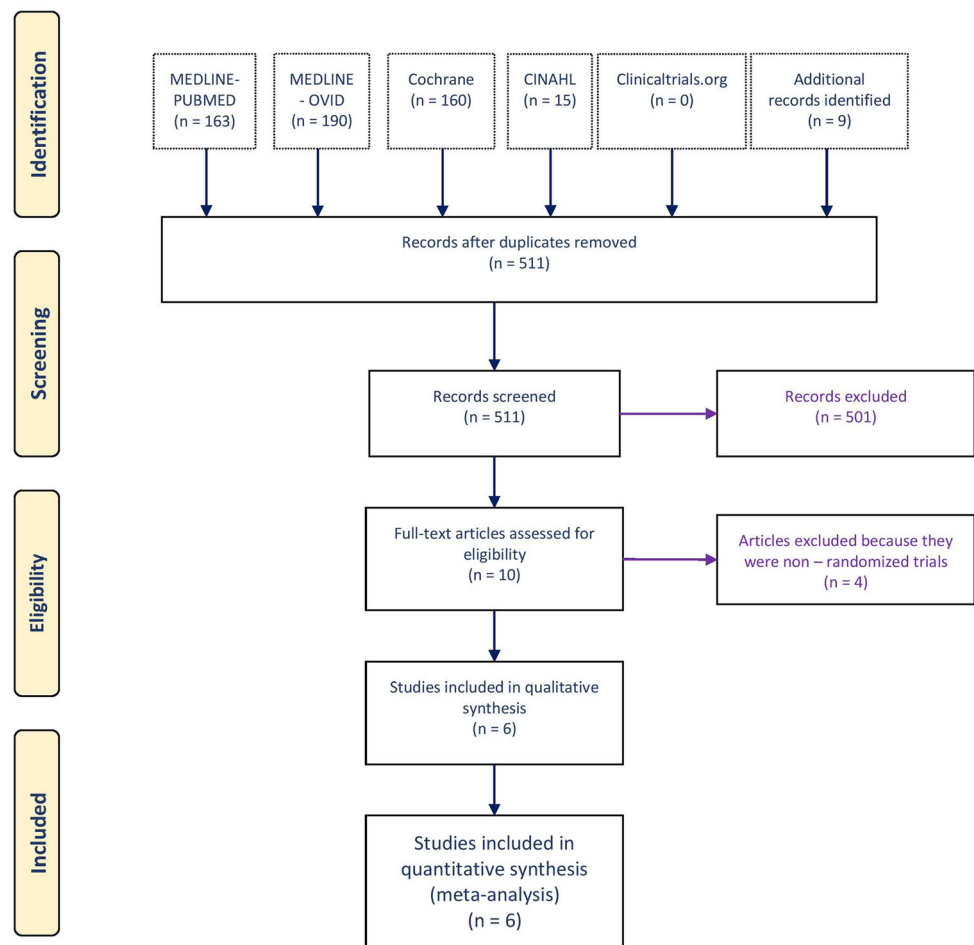 Identification
MEDLINE-
PUBMED
(n = 163)
MEDLINE
- OVID
(n = 190)
Cochrane
(n = 160)
CINAHL
(n = 15)
Clinicaltrials.org
(n = 0)
Additional
records identified
(n = 9)
Records after duplicates removed
(n = 511)
Screening
Records screened
(n = 511)
Records excluded
(n = 501)
Eligibility
Full-text articles assessed for
eligibility
(n = 10)
Articles excluded because they
were non – randomized trials
(n = 4)
Studies included in qualitative
synthesis
(n = 6)
Included
Studies included in
quantitative synthesis
(meta-analysis)
(n = 6)